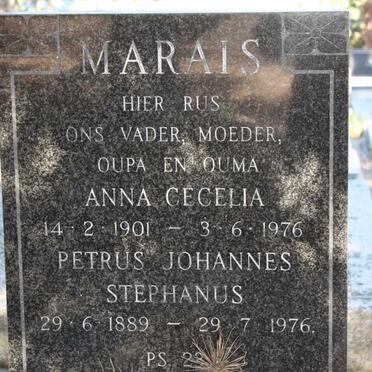 MARAIS
HIER RUS
ONS VADER, MOEDER,
OUPA EN OUMA
ANNA CECELIA
14·2·1901 – 3·6·1976
PETRUS JOHANNES
STEPHANUS
29·6·1889 – 29·7·1976.
PS.